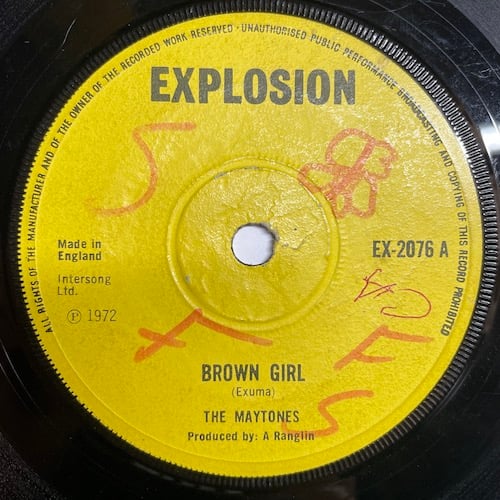 ALL RIGHTS OF THE MANUFACTURER AND OF THE OWNER OF THE RECORDED WORK RESERVED · UNAUTHORISED PUBLIC PERFORMANCE BROADCASTING AND COPYING OF THIS RECORD PROHIBITED
EXPLOSION
Made in
England
EX-2076 A
Intersong
Ltd.
Ⓟ 1972
BROWN GIRL
(Exuma)
THE MAYTONES
Produced by: A Ranglin